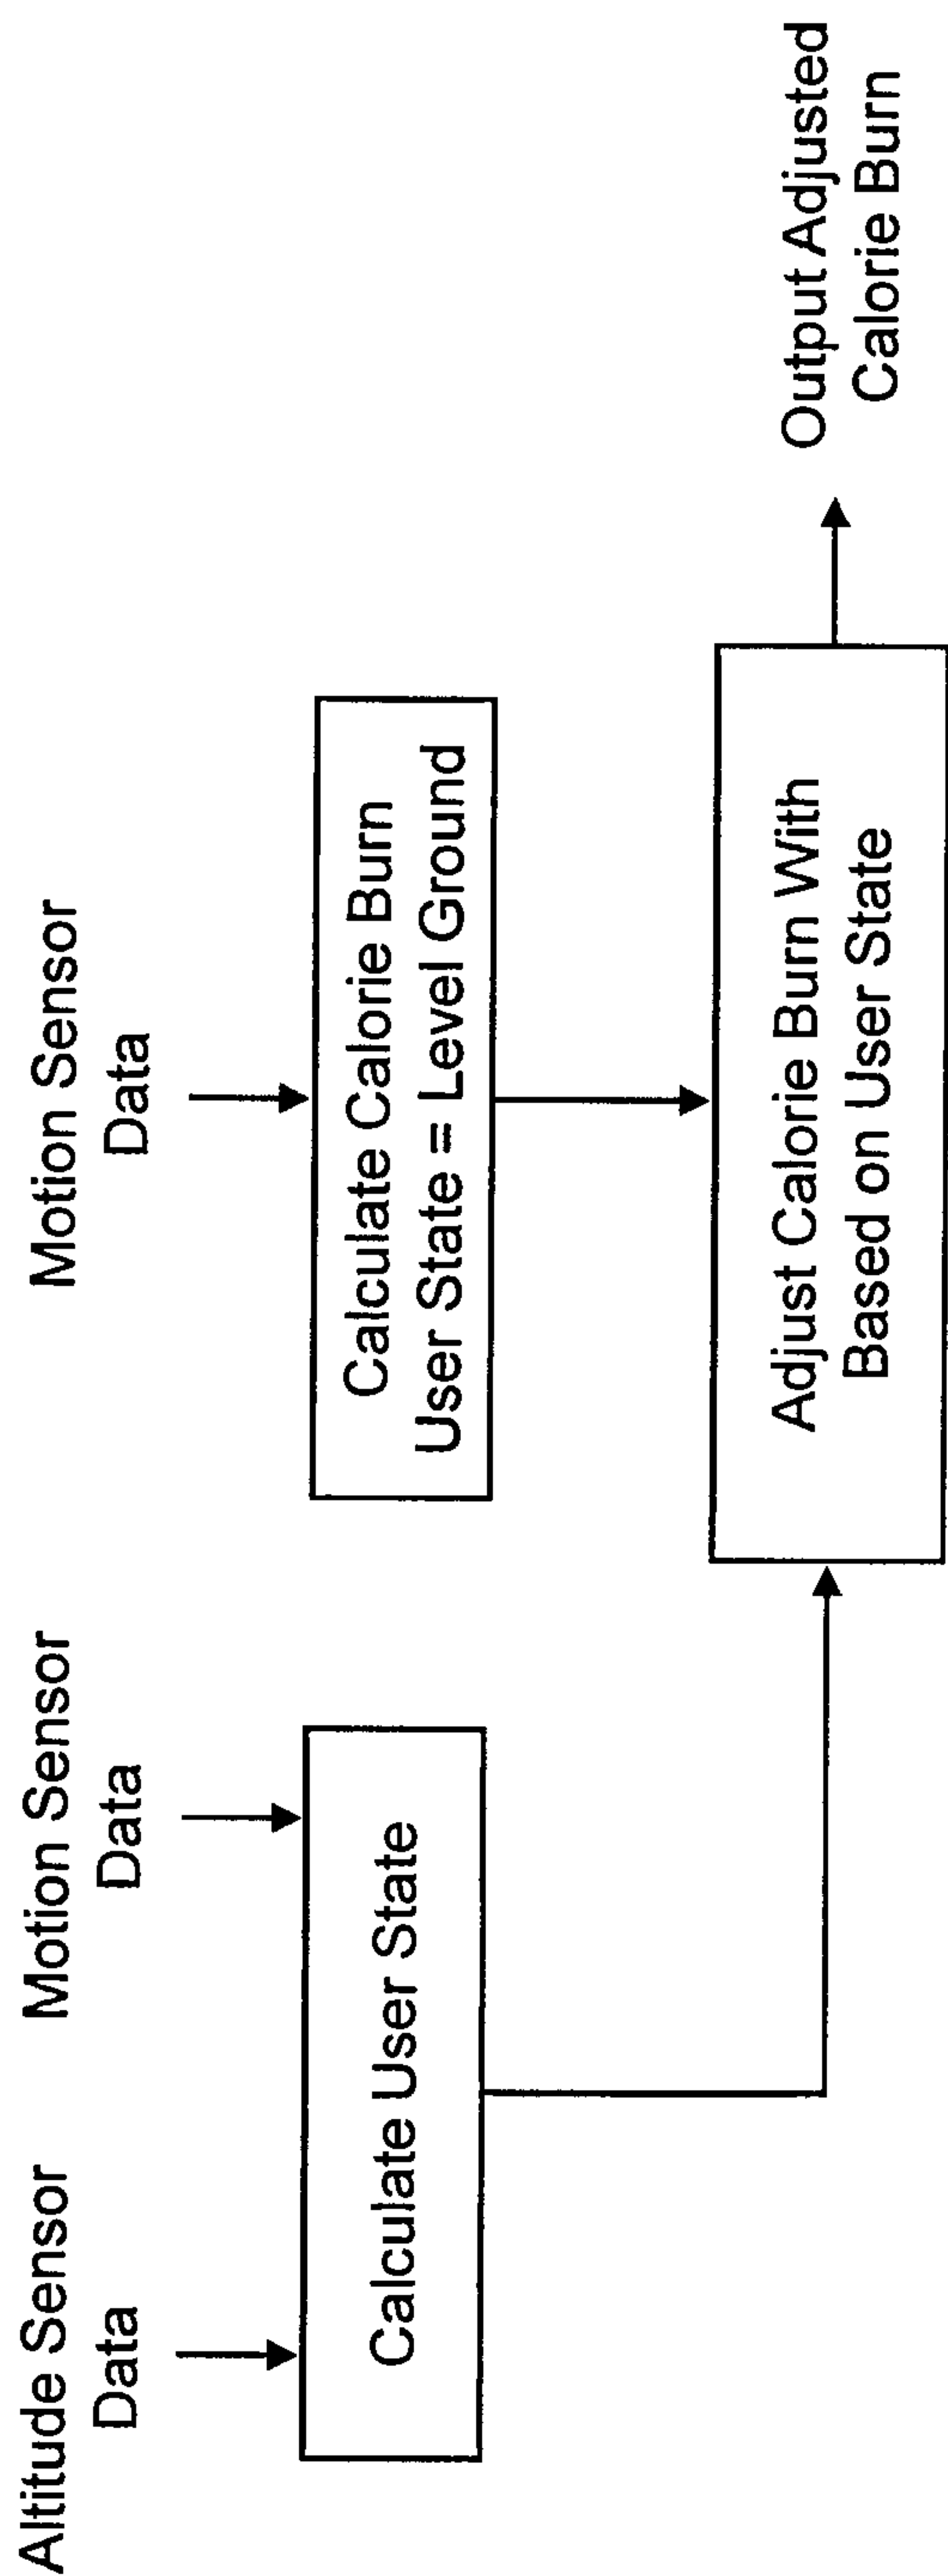 Altitude Sensor
Data
Motion Sensor
Data
Motion Sensor
Data
Calculate User State
Calculate Calorie Burn
User State = Level Ground
Adjust Calorie Burn With
Based on User State
Output Adjusted
Calorie Burn